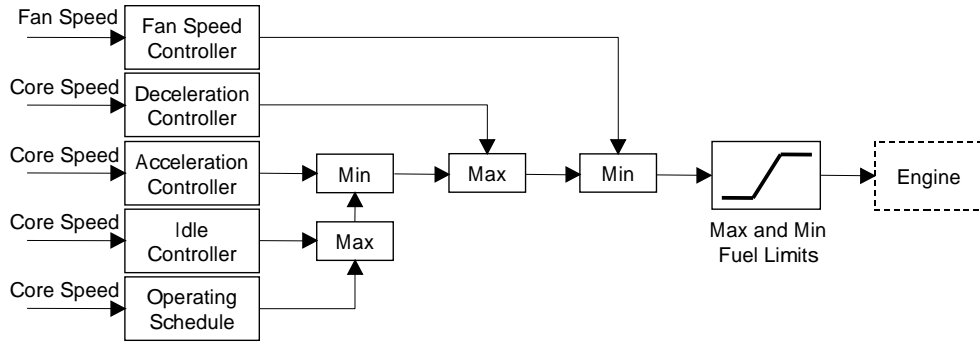 Fan Speed
Fan Speed
Controller
Core Speed
Deceleration
Controller
Core Speed
Acceleration
Controller
Min
Max
Min
Engine
Core Speed
Idle
Controller
Max
Max and Min
Fuel Limits
Core Speed
Operating
Schedule